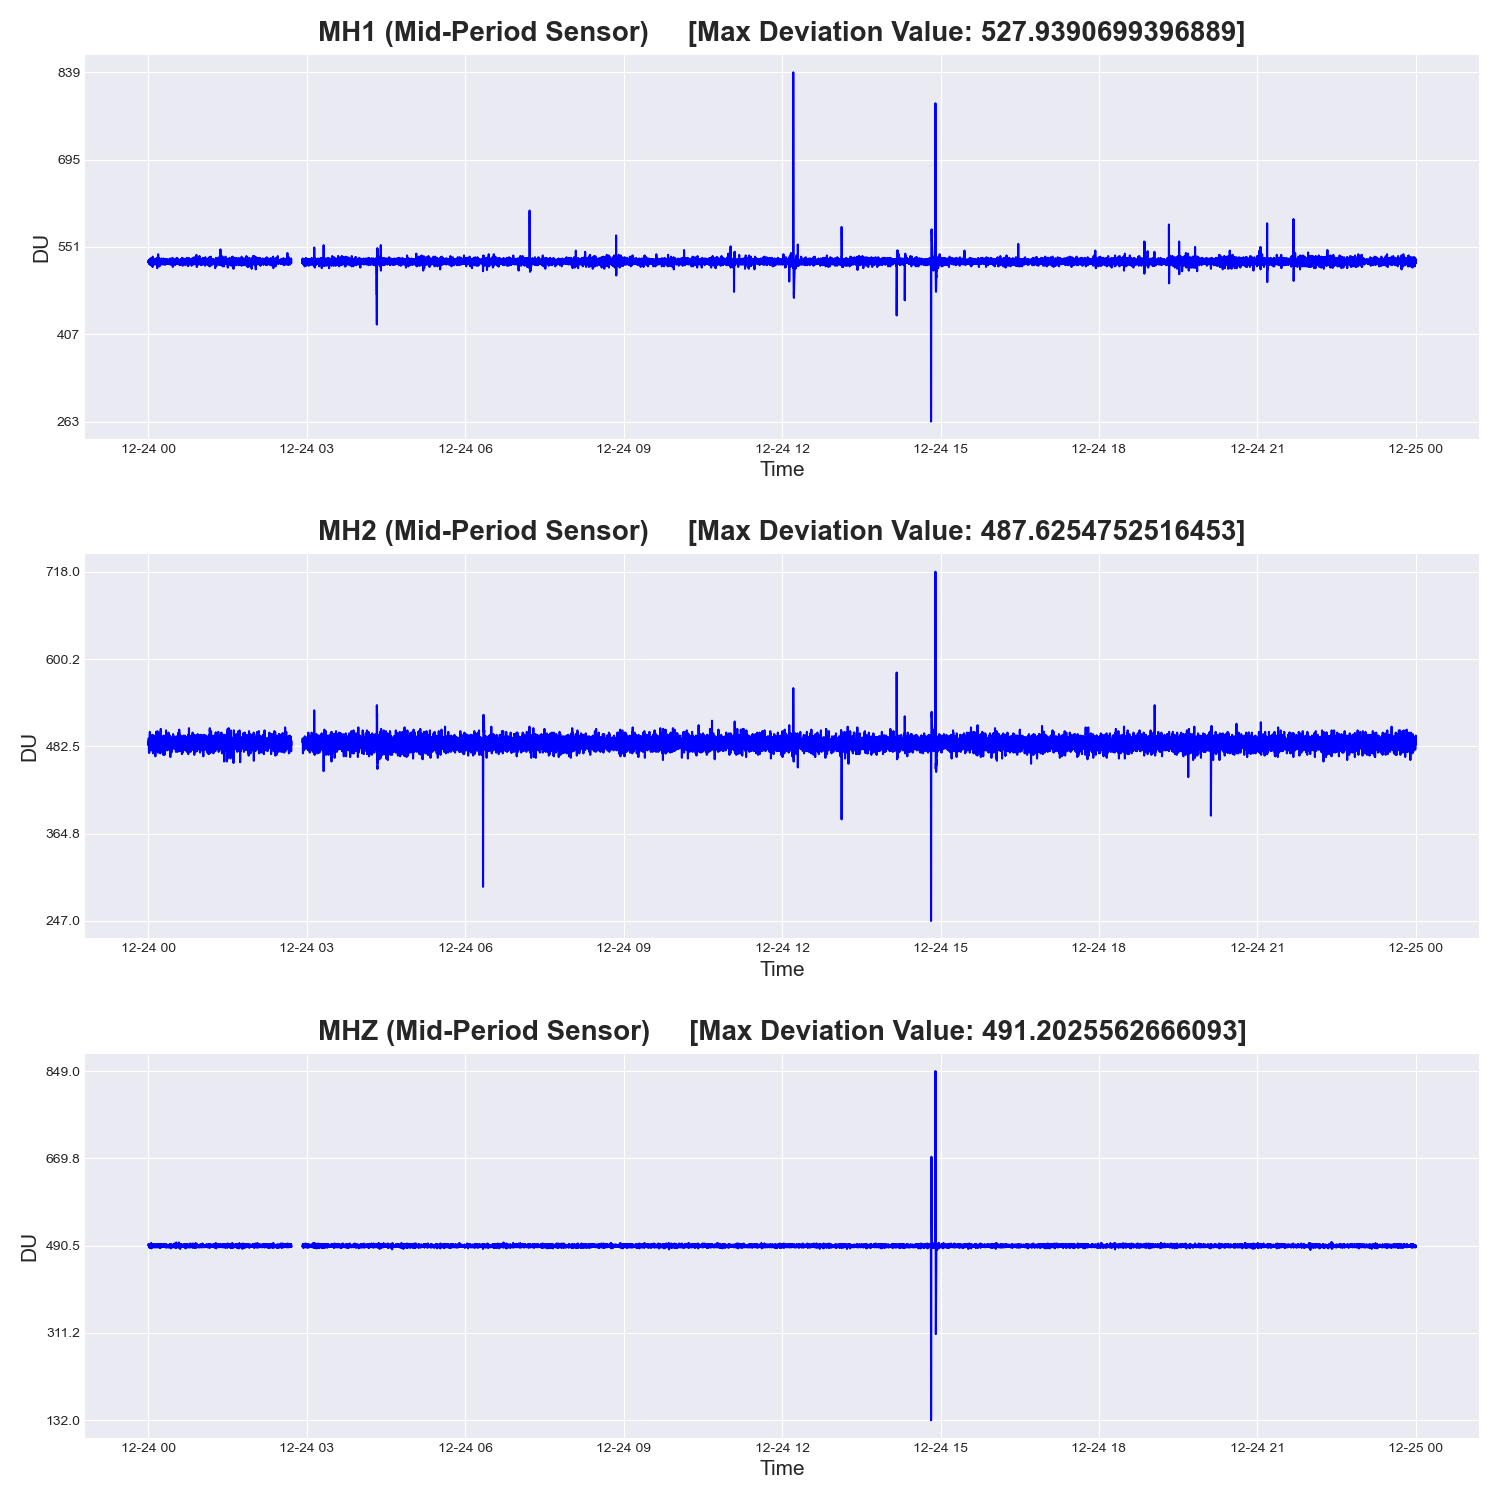 MH1 (Mid-Period Sensor) [Max Deviation Value: 527.9390699396889]
839
695
551
407
263
DU
12-24 00 12-24 03 12-24 06 12-24 09 12-24 12 12-24 15 12-24 18 12-24 21 12-25 00
Time
MH2 (Mid-Period Sensor) [Max Deviation Value: 487.6254752516453]
718.0
600.2
482.5
364.8
247.0
DU
12-24 00 12-24 03 12-24 06 12-24 09 12-24 12 12-24 15 12-24 18 12-24 21 12-25 00
Time
MHZ (Mid-Period Sensor) [Max Deviation Value: 491.2025562666093]
849.0
669.8
490.5
311.2
132.0
DU
12-24 00 12-24 03 12-24 06 12-24 09 12-24 12 12-24 15 12-24 18 12-24 21 12-25 00
Time